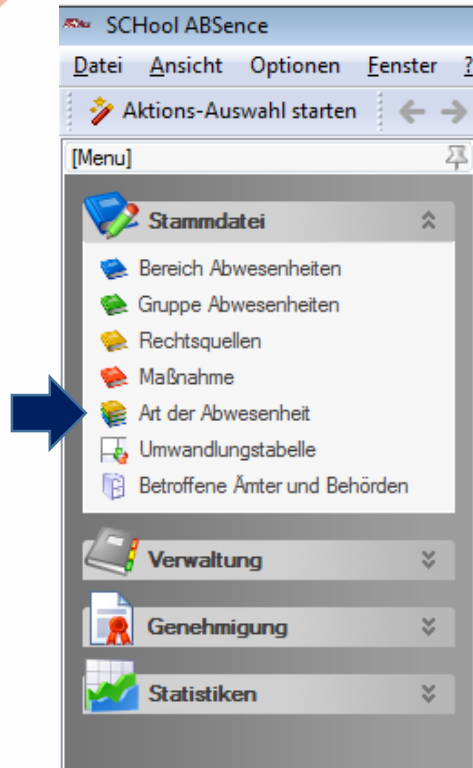 SCHool ABSence
Datei Ansicht Optionen Fenster ?
Aktions-Auswahl starten
[Menu]
Stammdatei
Bereich Abwesenheiten
Gruppe Abwesenheiten
Rechtsquellen
Maßnahme
Art der Abwesenheit
Umwandlungstabelle
Betroffene Ämter und Behörden
Verwaltung
Genehmigung
Statistiken